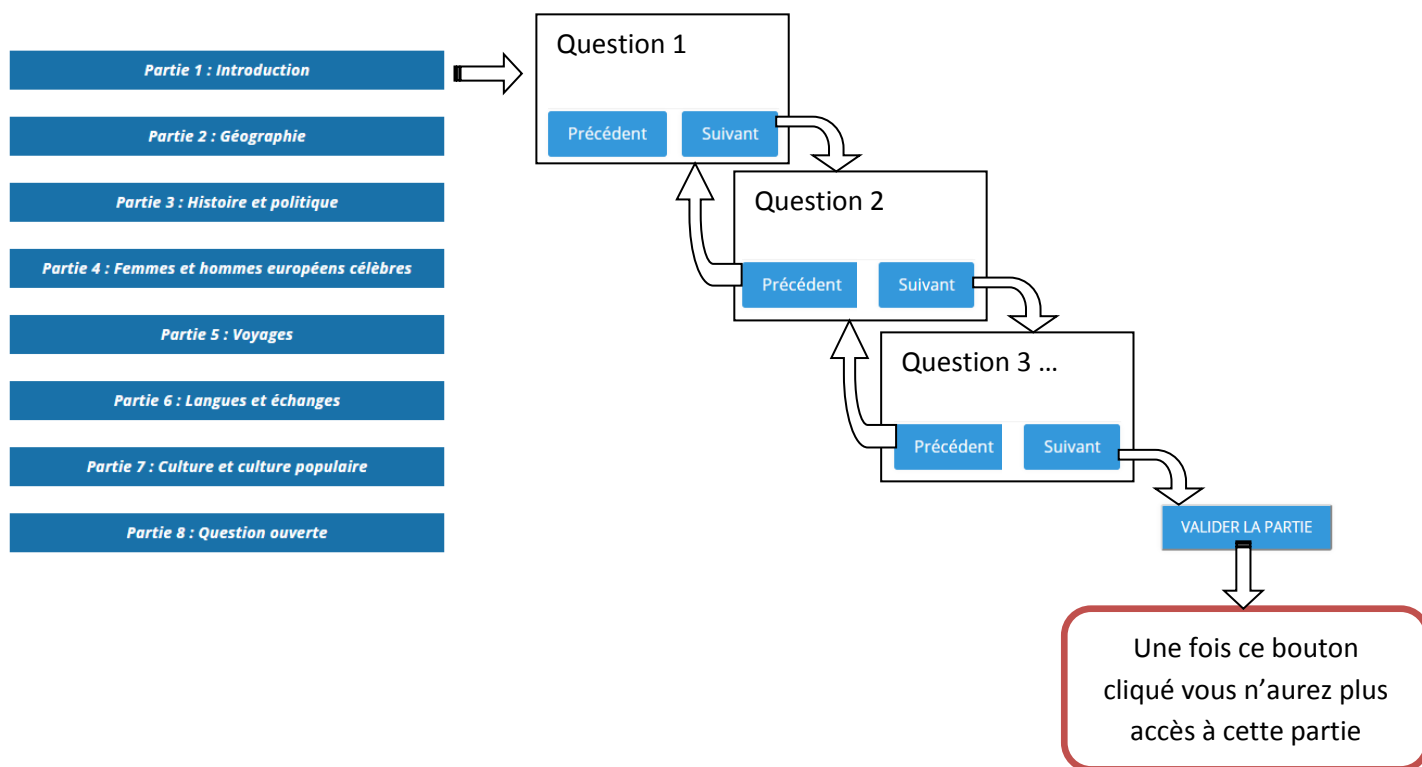 Partie 1 : Introduction
Partie 2 : Géographie
Partie 3 : Histoire et politique
Partie 4 : Femmes et hommes européens célèbres
Partie 5 : Voyages
Partie 6 : Langues et échanges
Partie 7 : Culture et culture populaire
Partie 8 : Question ouverte
Question 1
Précédent Suivant
Question 2
Précédent Suivant
Question 3 ...
Précédent Suivant
VALIDER LA PARTIE
Une fois ce bouton
cliqué vous n’aurez plus
accès à cette partie